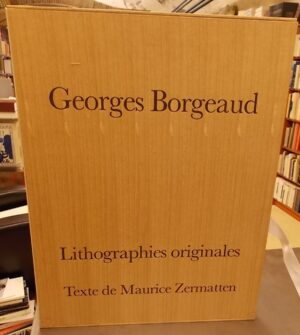 Georges Borgeaud
Lithographies originales
Texte de Maurice Zermatten